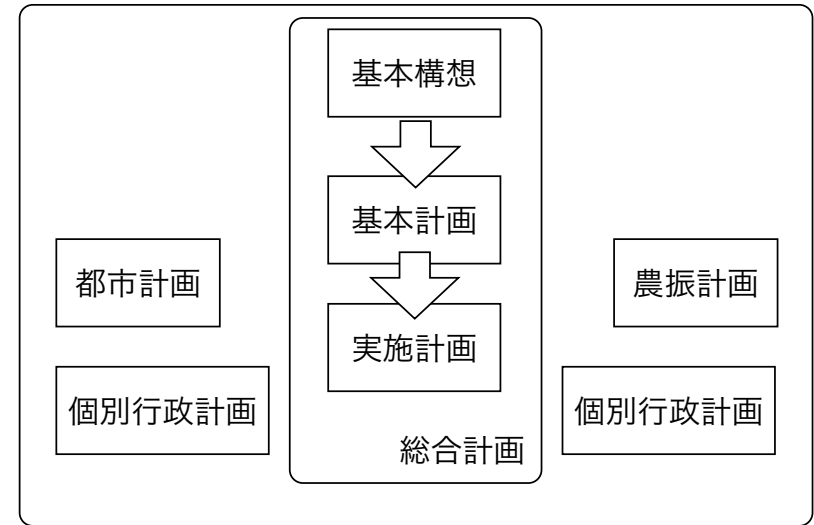 基本構想
基本計画
都市計画
農振計画
実施計画
個別行政計画
個別行政計画
総合計画